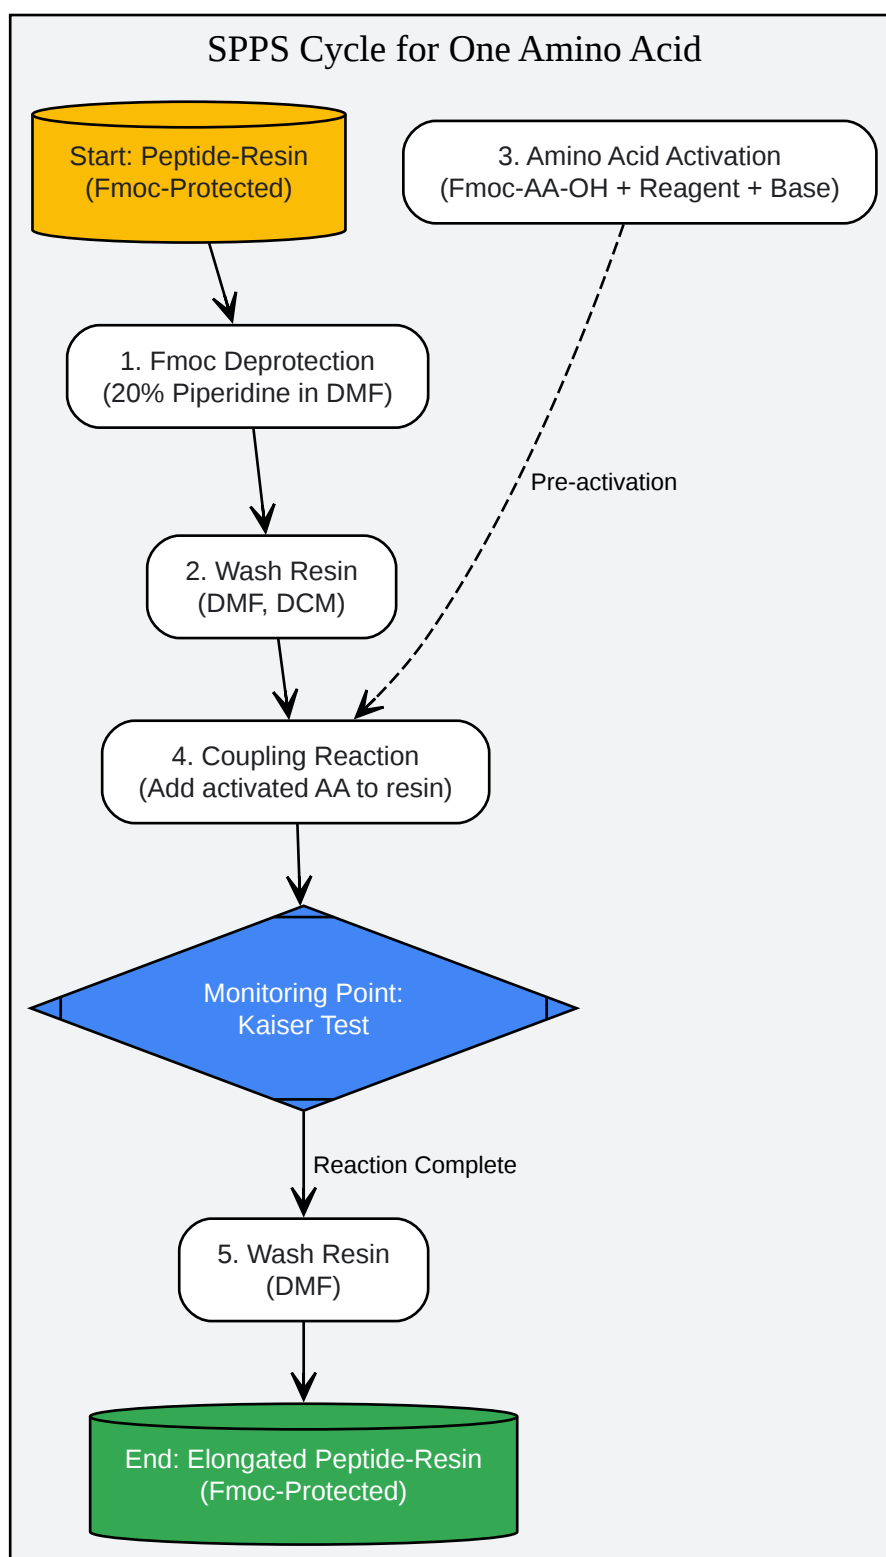 SPPS Cycle for One Amino Acid
Start: Peptide-Resin
(Fmoc-Protected)
3. Amino Acid Activation
(Fmoc-AA-OH + Reagent + Base)
1. Fmoc Deprotection
(20% Piperidine in DMF)
Pre-activation
2. Wash Resin
(DMF, DCM)
4. Coupling Reaction
(Add activated AA to resin)
Monitoring Point:
Kaiser Test
Reaction Complete
5. Wash Resin
(DMF)
End: Elongated Peptide-Resin
(Fmoc-Protected)